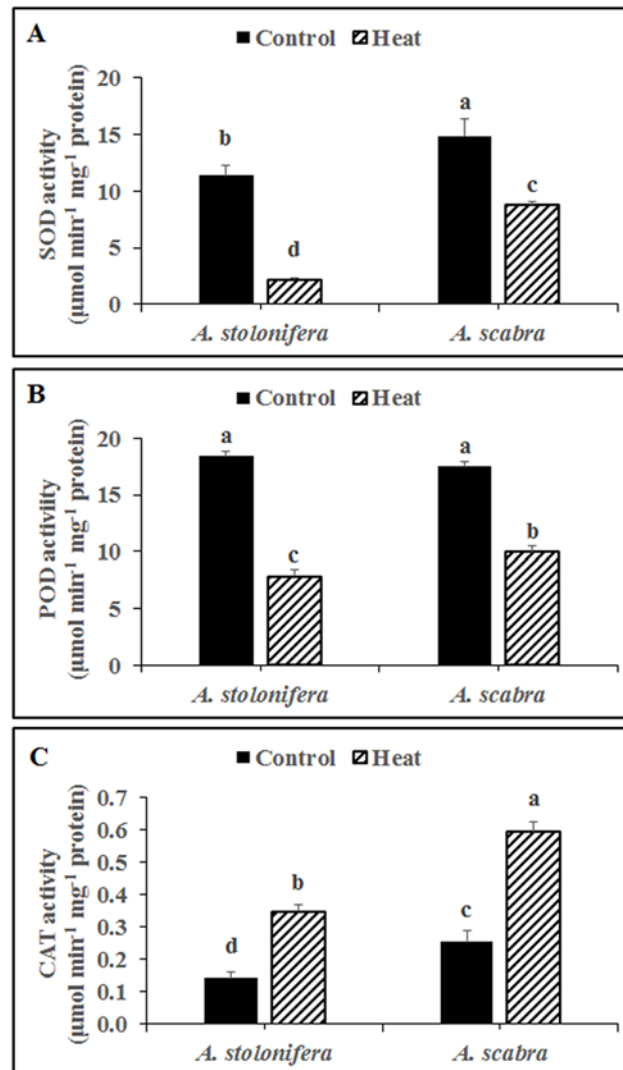 A
Control Heat
SOD activity
(μmol min⁻¹ mg⁻¹ protein)
20
15
10
5
0
b
d
a
c
A. stolonifera A. scabra
B
Control Heat
POD activiity
(μmol min⁻¹ mg⁻¹ protein)
20
15
10
5
0
a
c
a
b
A. stolonifera A. scabra
C
Control Heat
CAT activity
(μmol min⁻¹ mg⁻¹ protein)
0.7
0.6
0.5
0.4
0.3
0.2
0.1
0.0
d
b
c
a
A. stolonifera A. scabra